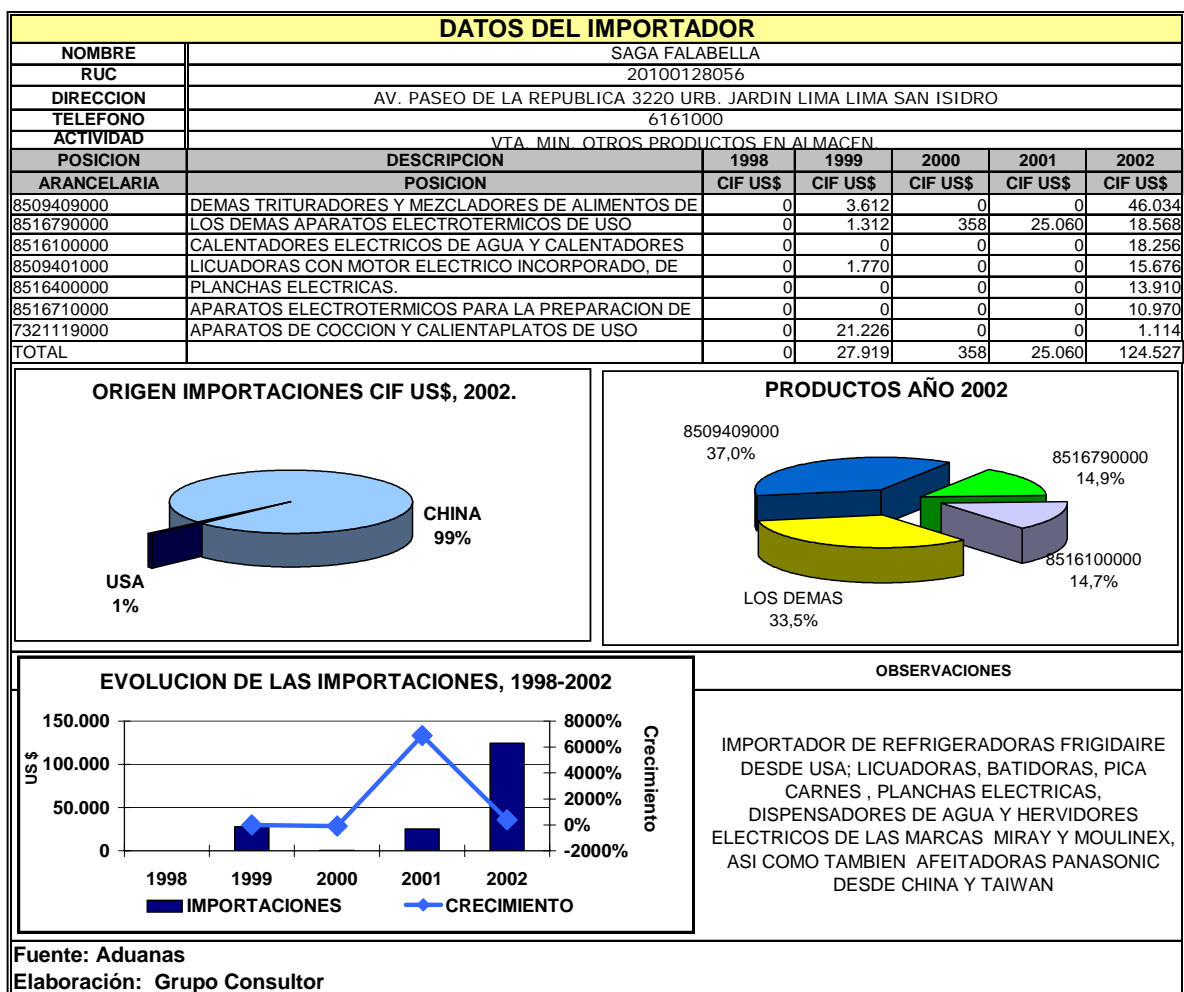 DATOS DEL IMPORTADOR
NOMBRE SAGA FALABELLA
RUC 20100128056
DIRECCION AV. PASEO DE LA REPUBLICA 3220 URB. JARDIN LIMA LIMA SAN ISIDRO
TELEFONO 6161000
ACTIVIDAD VTA. MIN. OTROS PRODUCTOS EN ALMACEN.
POSICION DESCRIPCION 1998 1999 2000 2001 2002
ARANCELARIA POSICION CIF US$ CIF US$ CIF US$ CIF US$ CIF US$
8509409000 DEMAS TRITURADORES Y MEZCLADORES DE ALIMENTOS DE 0 3.612 0 0 46.034
8516790000 LOS DEMAS APARATOS ELECTROTERMICOS DE USO 0 1.312 358 25.060 18.568
8516100000 CALENTADORES ELECTRICOS DE AGUA Y CALENTADORES 0 0 0 0 18.256
8509401000 LICUADORAS CON MOTOR ELECTRICO INCORPORADO, DE 0 1.770 0 0 15.676
8516400000 PLANCHAS ELECTRICAS. 0 0 0 0 13.910
8516710000 APARATOS ELECTROTERMICOS PARA LA PREPARACION DE 0 0 0 0 10.970
7321119000 APARATOS DE COCCION Y CALIENTAPLATOS DE USO 0 21.226 0 0 1.114
TOTAL 0 27.919 358 25.060 124.527
ORIGEN IMPORTACIONES CIF US$, 2002.
CHINA
99%
USA
1%
PRODUCTOS AÑO 2002
8509409000
37,0%
8516790000
14,9%
8516100000
14,7%
LOS DEMAS
33,5%
EVOLUCION DE LAS IMPORTACIONES, 1998-2002
US $
150.000
100.000
50.000
0
8000%
6000%
4000%
2000%
0%
-2000%
Crecimiento
1998 1999 2000 2001 2002
IMPORTACIONES CRECIMIENTO
OBSERVACIONES
IMPORTADOR DE REFRIGERADORAS FRIGIDAIRE
DESDE USA; LICUADORAS, BATIDORAS, PICA
CARNES , PLANCHAS ELECTRICAS,
DISPENSADORES DE AGUA Y HERVIDORES
ELECTRICOS DE LAS MARCAS MIRAY Y MOULINEX,
ASI COMO TAMBIEN AFEITADORAS PANASONIC
DESDE CHINA Y TAIWAN
Fuente: Aduanas
Elaboración: Grupo Consultor